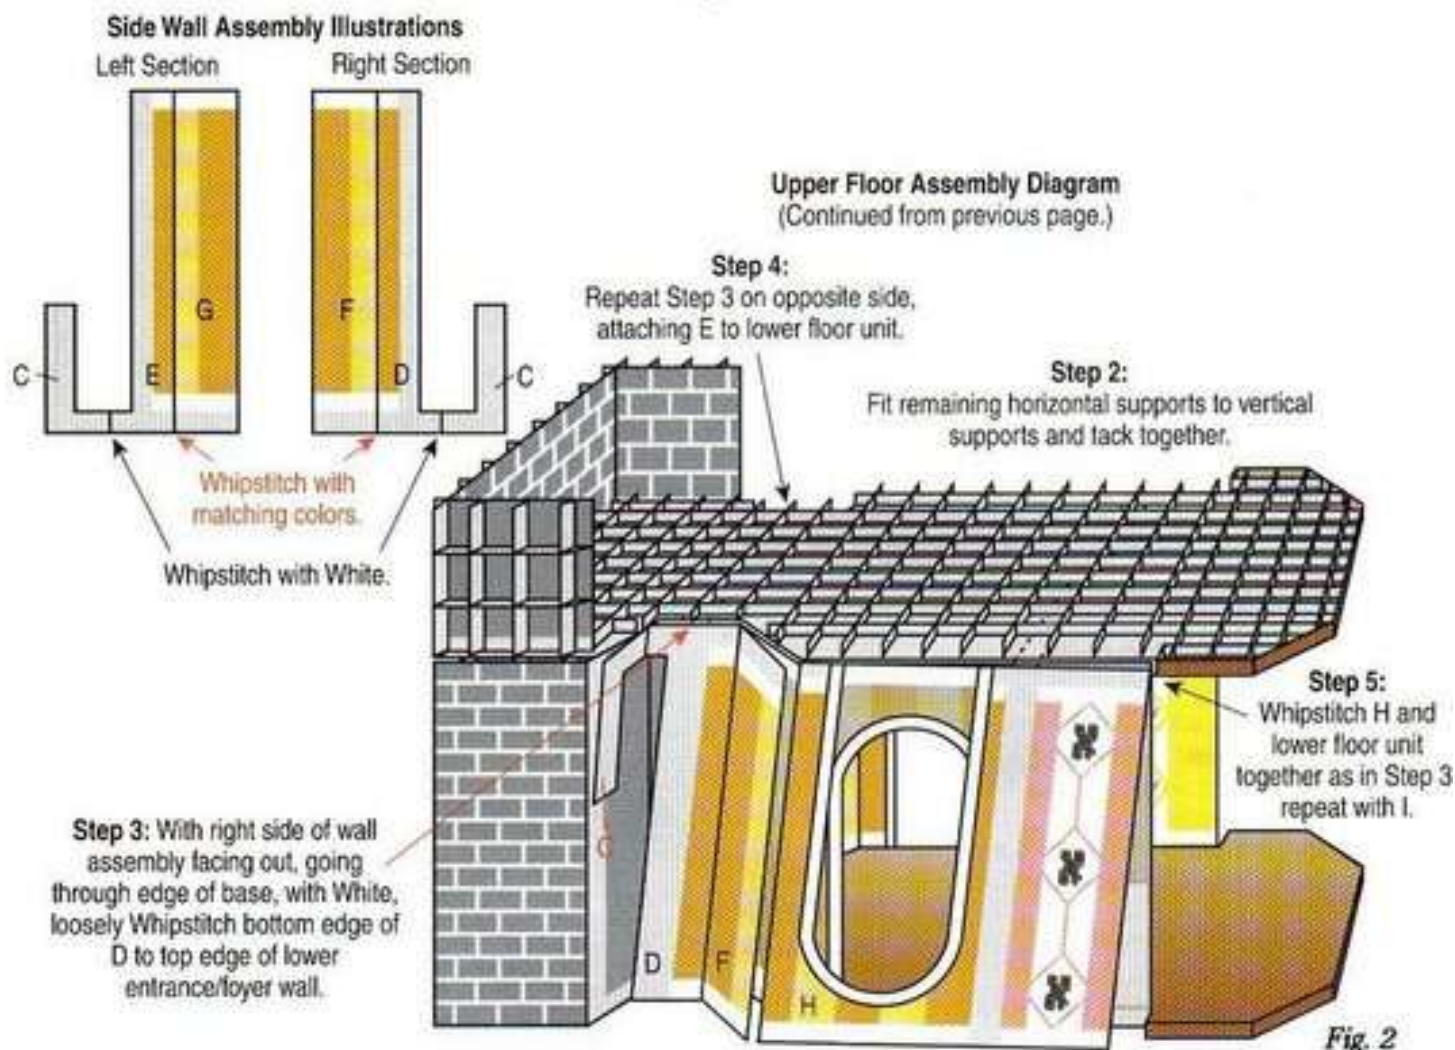 Side Wall Assembly Illustrations
Left Section
Right Section
G
F
C
E
D
C
Whipstitch with
matching colors.
Whipstitch with White.
Upper Floor Assembly Diagram
(Continued from previous page.)
Step 4:
Repeat Step 3 on opposite side,
attaching E to lower floor unit.
Step 2:
Fit remaining horizontal supports to vertical
supports and tack together.
Step 5:
Whipstitch H and
lower floor unit
together as in Step 3
repeat with I.
Step 3: With right side of wall
assembly facing out, going
through edge of base, with White,
loosely Whipstitch bottom edge of
D to top edge of lower
entrance/foyer wall.
C
D
F
H
Fig. 2